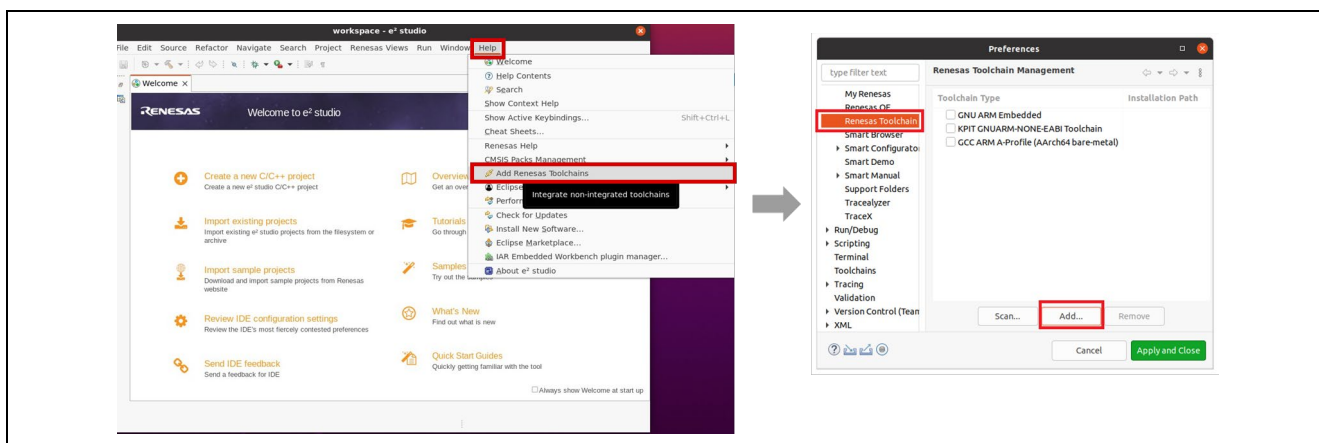 workspace - e² studio
File Edit Source Refactor Navigate Search Project Renesas Views Run Window Help
Welcome
RENESAS
Welcome to e² studio
Create a new C/C++ project
Create a new e² studio C/C++ project
Import existing projects
Import existing e² studio projects from the filesystem or
archive
Import sample projects
Download and import sample projects from Renesas
website
Review IDE configuration settings
Review the IDE's most fiercely contested preferences
Send IDE feedback
Send a feedback for IDE
Overview
Get an over
Tutorials
Go through
Samples
Try out the
What's New
Find out what is new
Quick Start Guides
Quickly getting familiar with the tool
Always show Welcome at start up
Welcome
Help Contents
Search
Show Context Help
Show Active Keybindings... Shift+Ctrl+L
Cheat Sheets...
Renesas Help
CMSIS Packs Management
Add Renesas Toolchains
Eclipse
Integrate non-integrated toolchains
Perform
Check for Updates
Install New Software...
Eclipse Marketplace...
IAR Embedded Workbench plugin manager...
About e² studio
Preferences
type filter text
My Renesas
Renesas QE
Renesas Toolchain
Smart Browser
Smart Configurator
Smart Demo
Smart Manual
Support Folders
Tracealyzer
TraceX
Run/Debug
Scripting
Terminal
Toolchains
Tracing
Validation
Version Control (Team
XML
Renesas Toolchain Management
Toolchain Type Installation Path
GNU ARM Embedded
KPIT GNUARM-NONE-EABI Toolchain
GCC ARM A-Profile (AArch64 bare-metal)
Scan... Add... Remove
Cancel Apply and Close